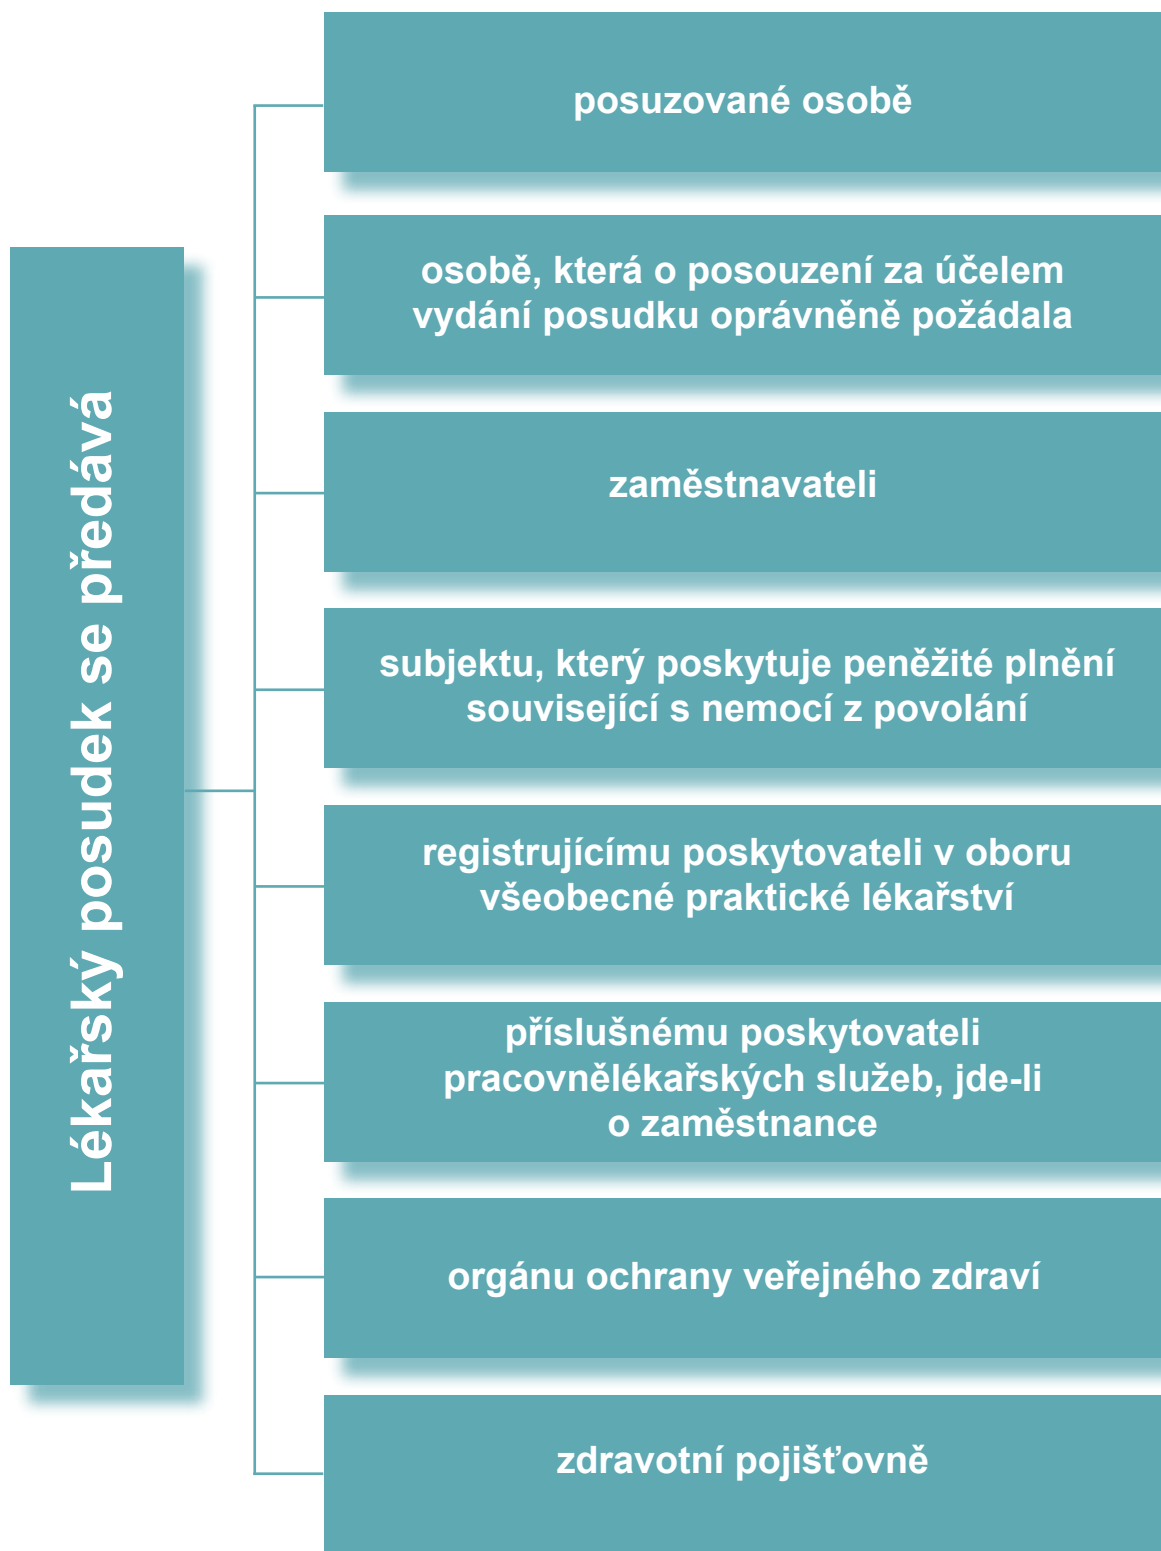 Lékařský posudek se předává
posuzované osobě
osobě, která o posouzení za účelem
vydání posudku oprávněně požádala
zaměstnavateli
subjektu, který poskytuje peněžité plnění
související s nemocí z povolání
registrujícímu poskytovateli v oboru
všeobecné praktické lékařství
příslušnému poskytovateli
pracovnělékařských služeb, jde-li
o zaměstnance
orgánu ochrany veřejného zdraví
zdravotní pojišťovně